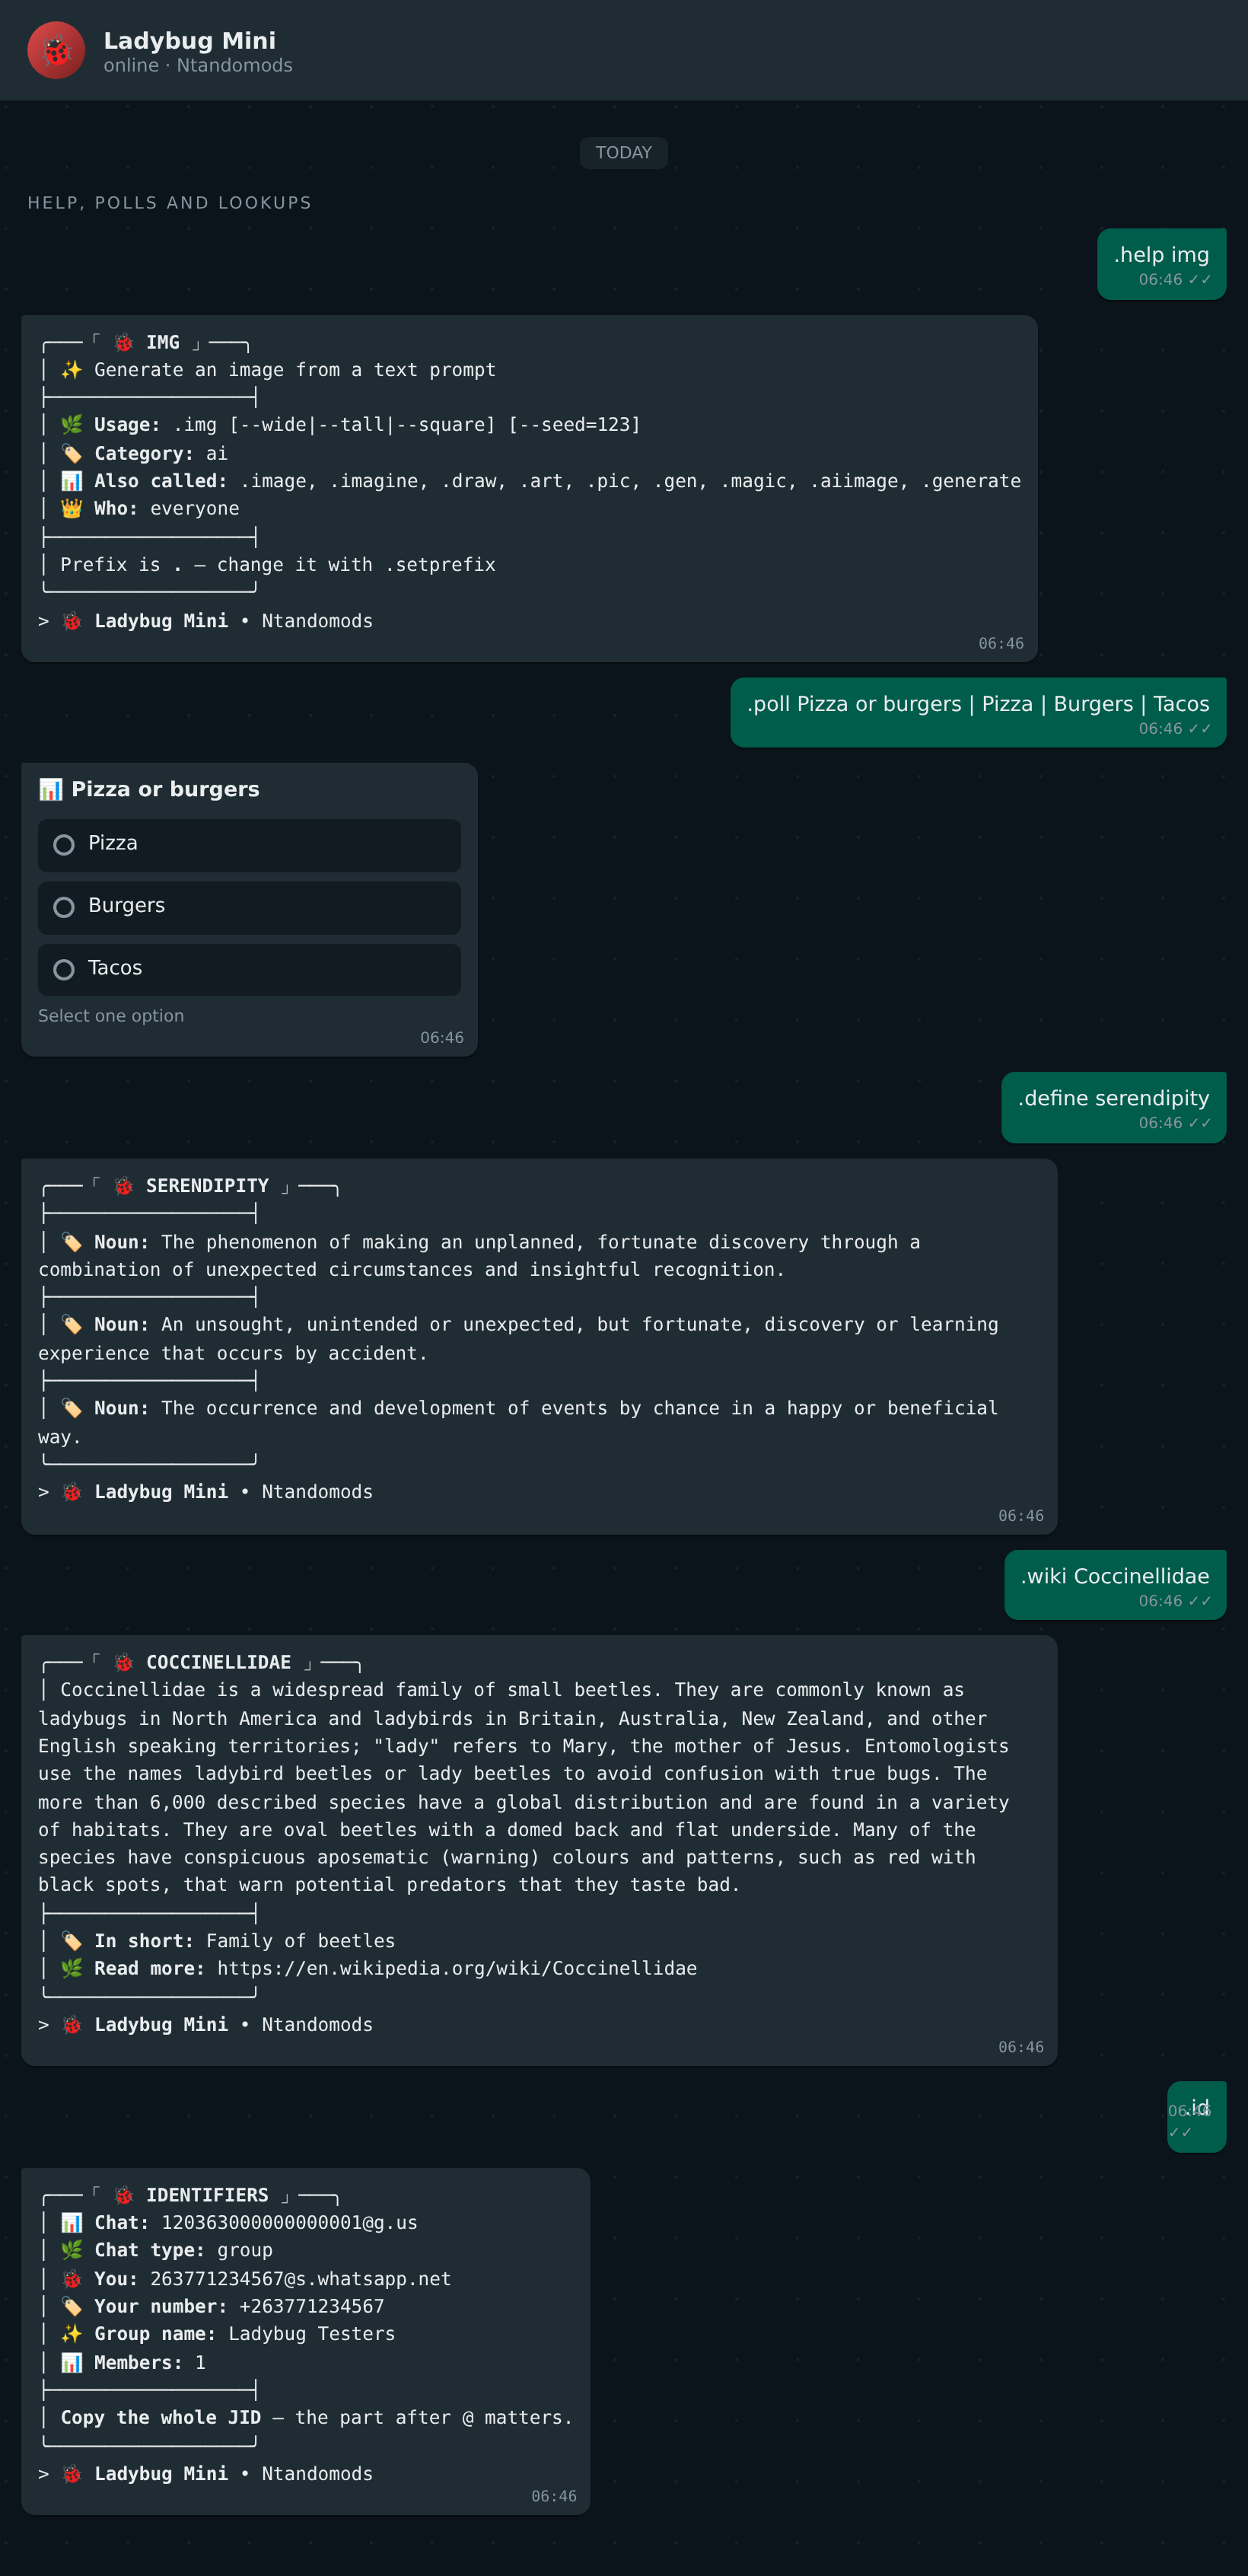 Ladybug Mini
online · Ntandomods
TODAY
HELP, POLLS AND LOOKUPS
.help img
06:46 ✓✓
╭───「 🐞 IMG 」───╮
│ ✨ Generate an image from a text prompt
├──────────────────┤
│ 🌿 Usage: .img [--wide|--tall|--square] [--seed=123]
│ 🏷️ Category: ai
│ 📊 Also called: .image, .imagine, .draw, .art, .pic, .gen, .magic, .aiimage, .generate
│ 👑 Who: everyone
├──────────────────┤
│ Prefix is . — change it with .setprefix
╰──────────────────╯
> 🐞 Ladybug Mini • Ntandomods
06:46
.poll Pizza or burgers | Pizza | Burgers | Tacos
06:46 ✓✓
📊 Pizza or burgers
Pizza
Burgers
Tacos
Select one option
06:46
.define serendipity
06:46 ✓✓
╭───「 🐞 SERENDIPITY 」───╮
├──────────────────┤
│ 🏷️ Noun: The phenomenon of making an unplanned, fortunate discovery through a
combination of unexpected circumstances and insightful recognition.
├──────────────────┤
│ 🏷️ Noun: An unsought, unintended or unexpected, but fortunate, discovery or learning
experience that occurs by accident.
├──────────────────┤
│ 🏷️ Noun: The occurrence and development of events by chance in a happy or beneficial
way.
╰──────────────────╯
> 🐞 Ladybug Mini • Ntandomods
06:46
.wiki Coccinellidae
06:46 ✓✓
╭───「 🐞 COCCINELLIDAE 」───╮
│ Coccinellidae is a widespread family of small beetles. They are commonly known as
ladybugs in North America and ladybirds in Britain, Australia, New Zealand, and other
English speaking territories; "lady" refers to Mary, the mother of Jesus. Entomologists
use the names ladybird beetles or lady beetles to avoid confusion with true bugs. The
more than 6,000 described species have a global distribution and are found in a variety
of habitats. They are oval beetles with a domed back and flat underside. Many of the
species have conspicuous aposematic (warning) colours and patterns, such as red with
black spots, that warn potential predators that they taste bad.
├──────────────────┤
│ 🏷️ In short: Family of beetles
│ 🌿 Read more: https://en.wikipedia.org/wiki/Coccinellidae
╰──────────────────╯
> 🐞 Ladybug Mini • Ntandomods
06:46
.id
06:46
✓✓
╭───「 🐞 IDENTIFIERS 」───╮
│ 📊 Chat: 120363000000000001@g.us
│ 🌿 Chat type: group
│ 🐞 You: 263771234567@s.whatsapp.net
│ 🏷️ Your number: +263771234567
│ ✨ Group name: Ladybug Testers
│ 📊 Members: 1
├──────────────────┤
│ Copy the whole JID — the part after @ matters.
╰──────────────────╯
> 🐞 Ladybug Mini • Ntandomods
06:46